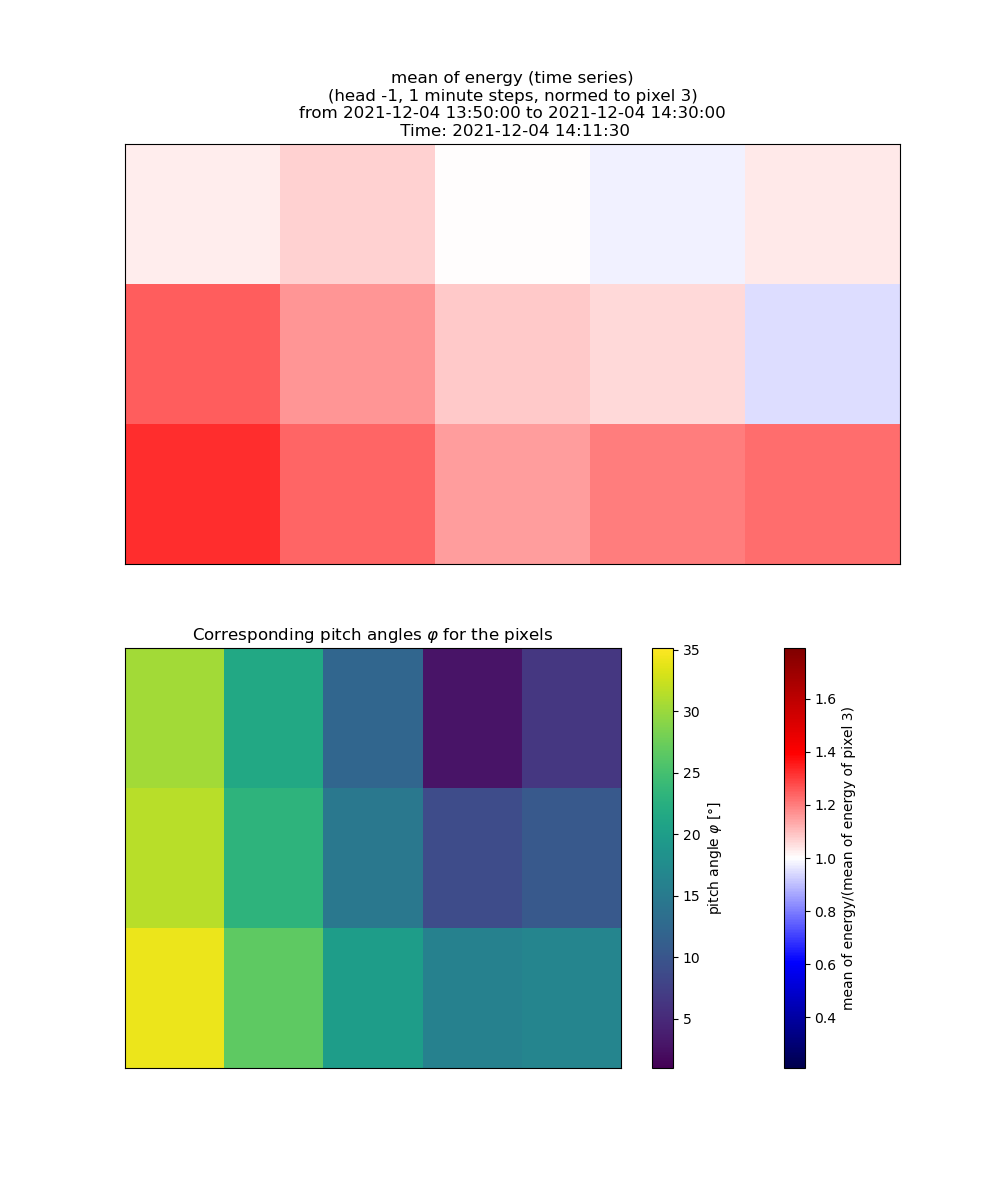 mean of energy (time series)
(head -1, 1 minute steps, normed to pixel 3)
from 2021-12-04 13:50:00 to 2021-12-04 14:30:00
Time: 2021-12-04 14:11:30
Corresponding pitch angles φ for the pixels
35
30
25
20
15
10
5
pitch angle φ [°]
1.6
1.4
1.2
1.0
0.8
0.6
0.4
mean of energy/(mean of energy of pixel 3)